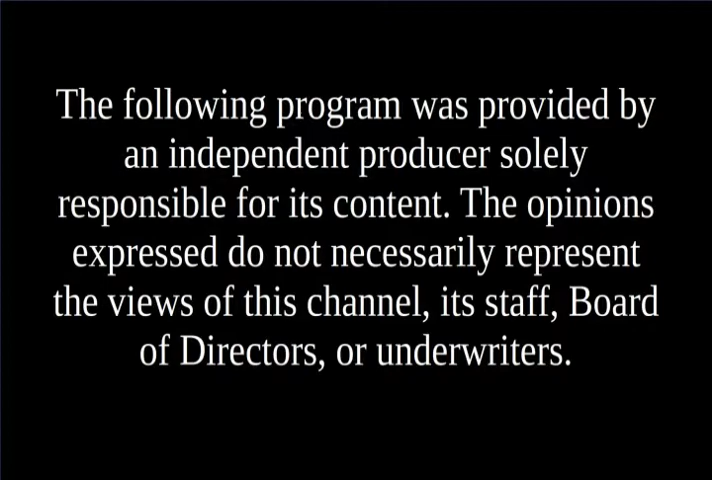 The following program was provided by
an independent producer solely
responsible for its content. The opinions
expressed do not necessarily represent
the views of this channel, its staff, Board
of Directors, or underwriters.